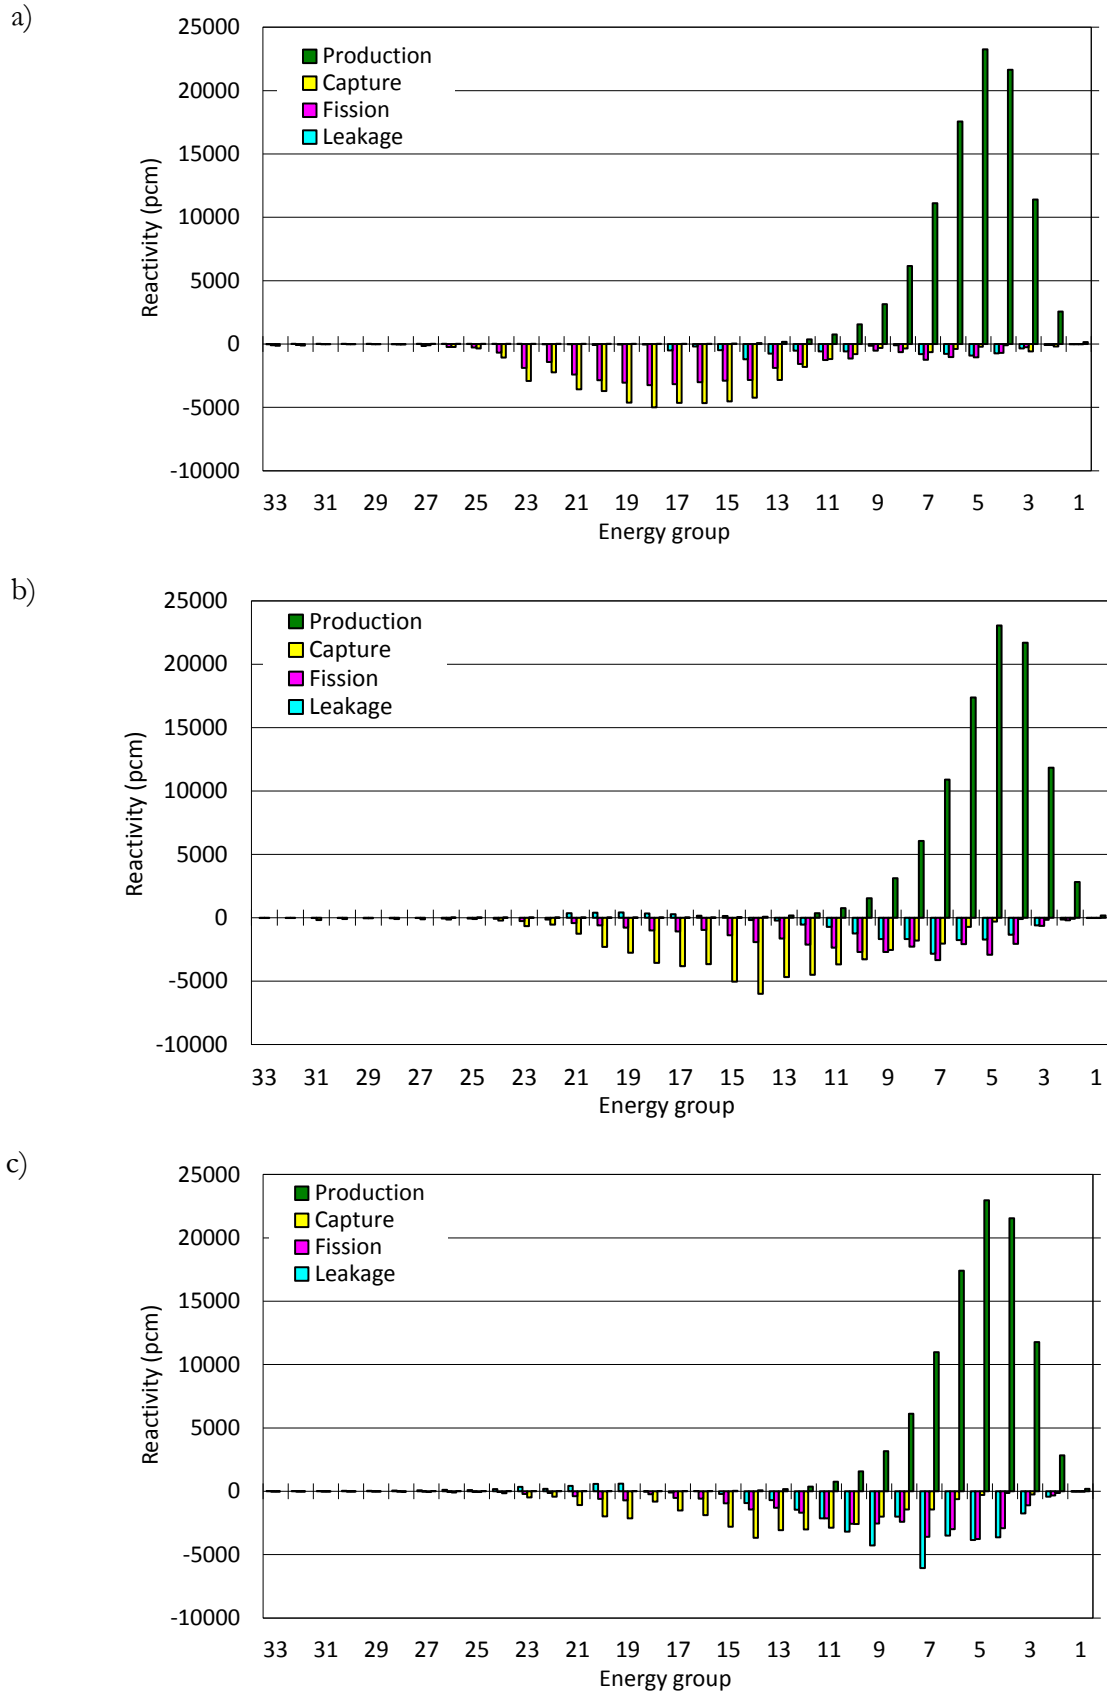 a)
25000
20000
15000
10000
5000
0
-5000
-10000
Reactivity (pcm)
Production
Capture
Fission
Leakage
33 31 29 27 25 23 21 19 17 15 13 11 9 7 5 3 1
Energy group
b)
25000
20000
15000
10000
5000
0
-5000
-10000
Reactivity (pcm)
Production
Capture
Fission
Leakage
33 31 29 27 25 23 21 19 17 15 13 11 9 7 5 3 1
Energy group
c)
25000
20000
15000
10000
5000
0
-5000
-10000
Reactivity (pcm)
Production
Capture
Fission
Leakage
33 31 29 27 25 23 21 19 17 15 13 11 9 7 5 3 1
Energy group